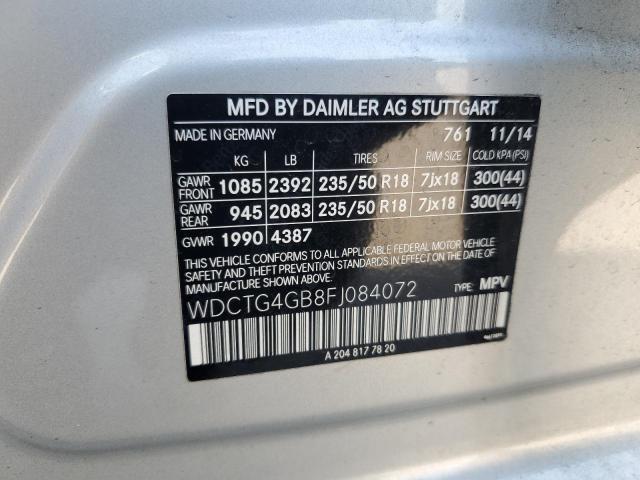 MFD BY DAIMLER AG STUTTGART
MADE IN GERMANY 761 11/14
KG LB TIRES RIM SIZE COLD KPA (PSI)
GAWR FRONT 1085 2392 235/50 R18 7jx18 300(44)
GAWR REAR 945 2083 235/50 R18 7jx18 300(44)
GVWR 1990 4387
THIS VEHICLE CONFORMS TO ALL APPLICABLE FEDERAL MOTOR VEHICLE
SAFETY AND THEFT PREVENTION STANDARDS IN EFFECT ON THE DATE
OF MANUFACTURE SHOWN ABOVE.
WDCTG4GB8FJ084072 TYPE: MPV
A 204 817 78 20